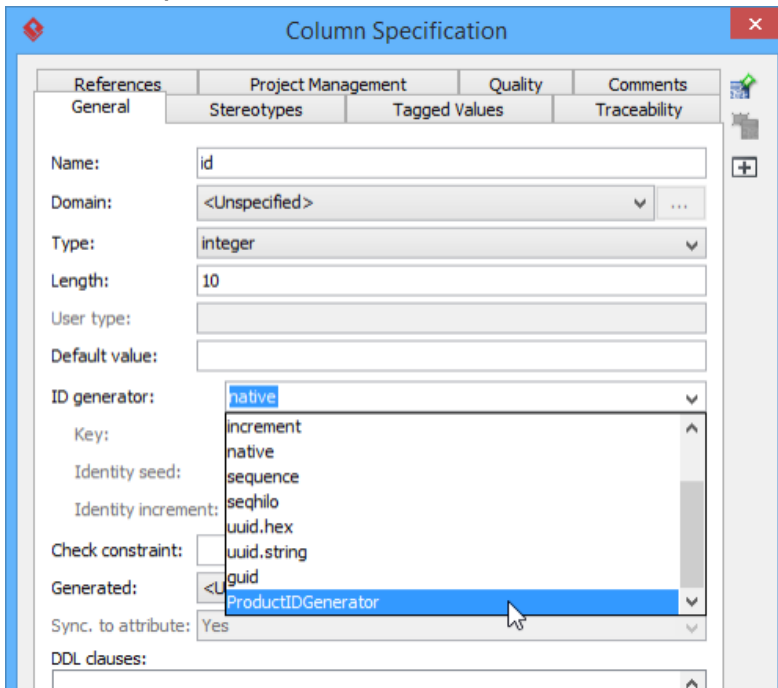 Column Specification
References Project Management Quality Comments
General Stereotypes Tagged Values Traceability
Name: id
Domain: <Unspecified> ...
Type: integer
Length: 10
User type:
Default value:
ID generator: native
Key: increment
native
Identity seed: sequence
seqhilo
Identity increment: uuid.hex
Check constraint: uuid.string
guid
Generated: <U
ProductIDGenerator
Sync. to attribute: Yes
DDL clauses: